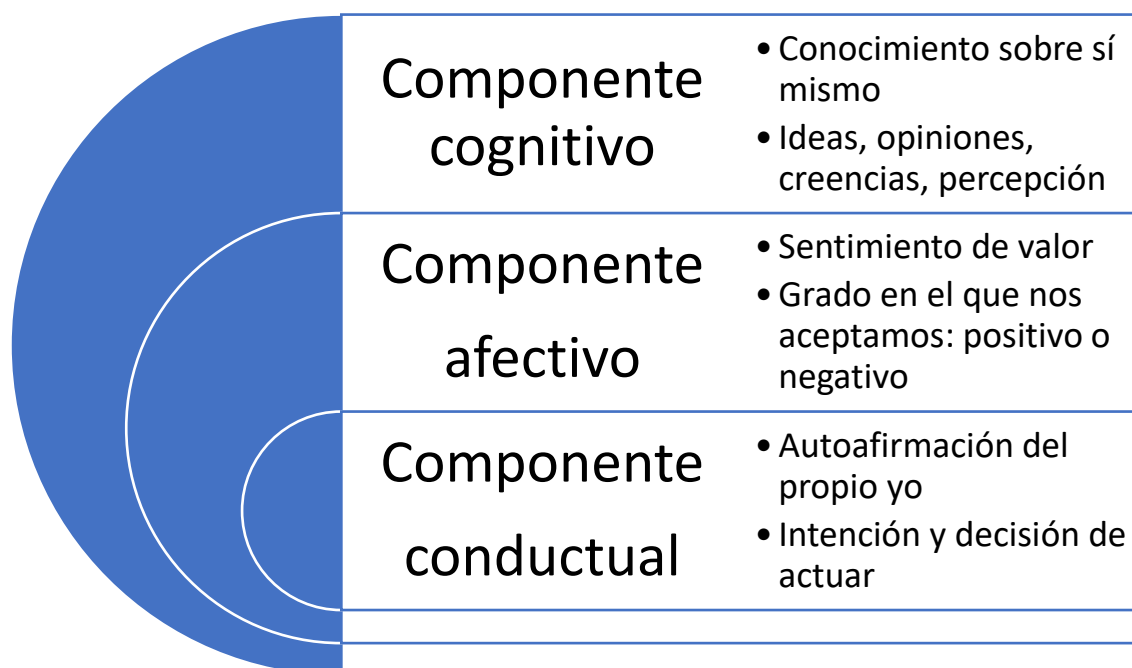 Componente
cognitivo
• Conocimiento sobre sí
mismo
• Ideas, opiniones,
creencias, percepción
Componente
afectivo
• Sentimiento de valor
• Grado en el que nos
aceptamos: positivo o
negativo
Componente
conductual
• Autoafirmación del
propio yo
• Intención y decisión de
actuar